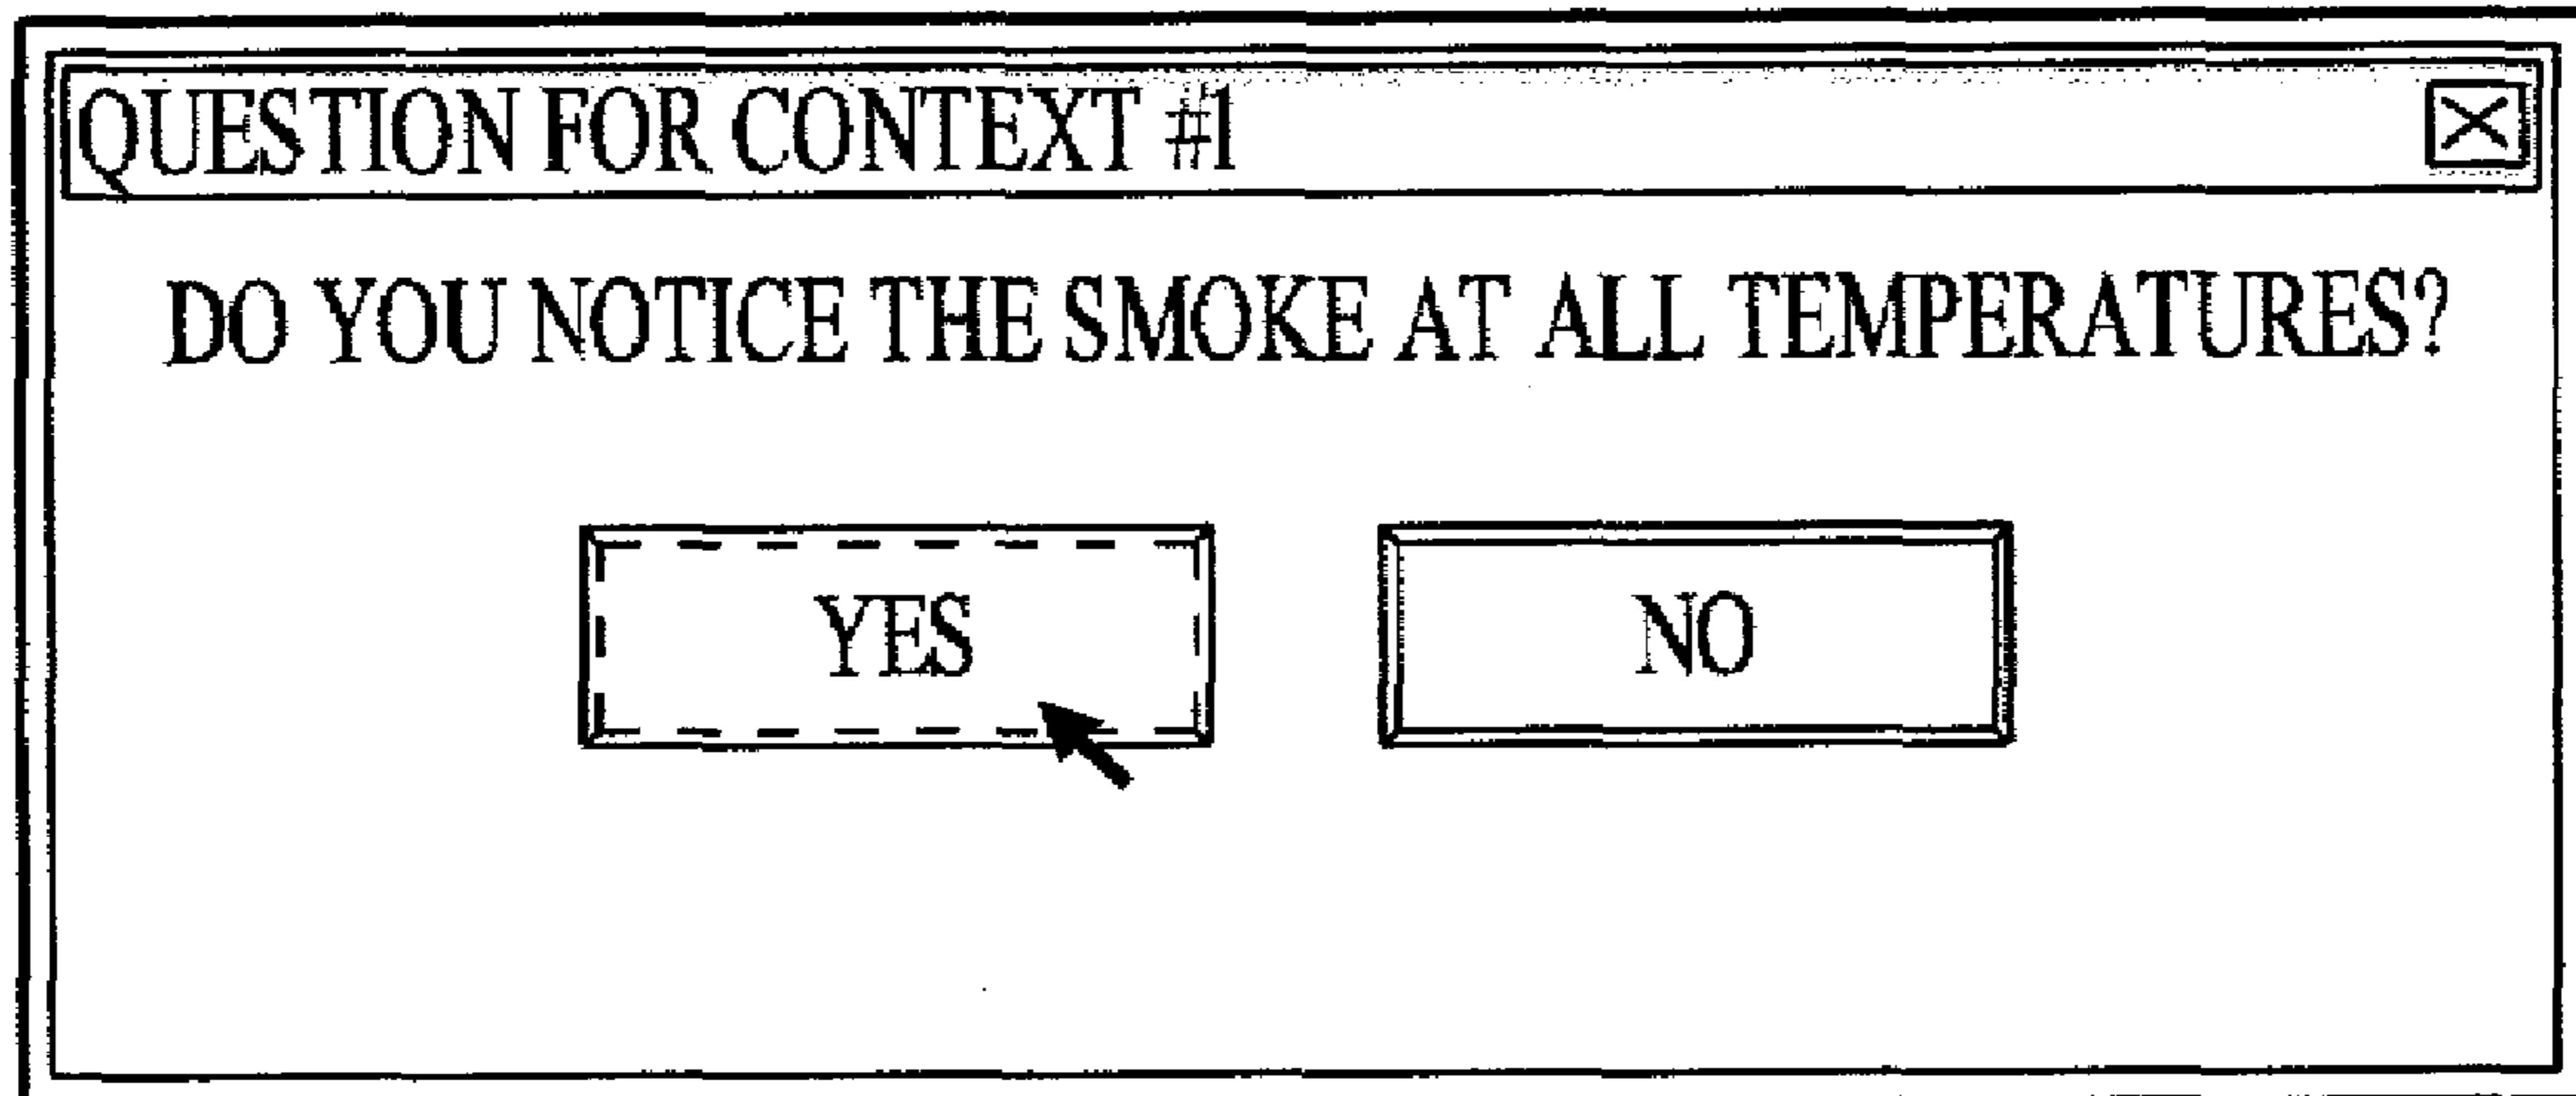 QUESTION FOR CONTEXT #1
DO YOU NOTICE THE SMOKE AT ALL TEMPERATURES?
YES NO